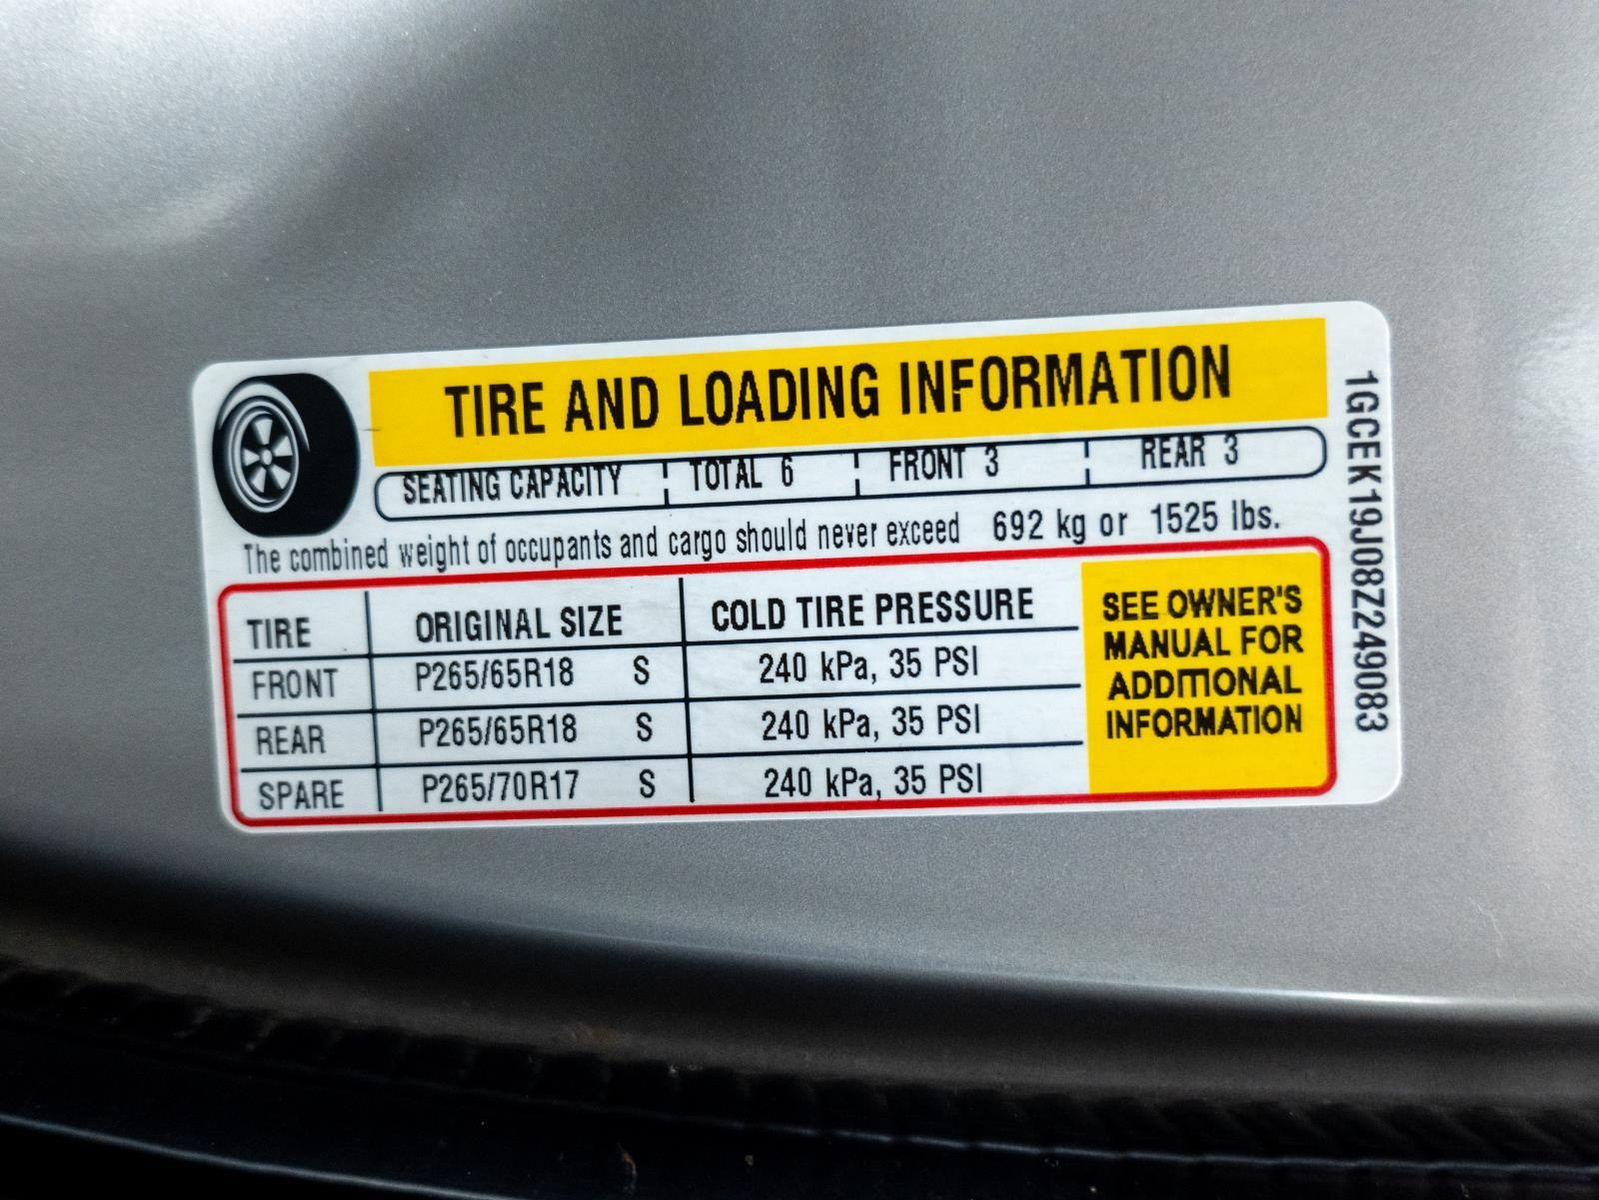 TIRE AND LOADING INFORMATION
SEATING CAPACITY TOTAL 6 FRONT 3 REAR 3
The combined weight of occupants and cargo should never exceed 692 kg or 1525 lbs.
TIRE ORIGINAL SIZE COLD TIRE PRESSURE
FRONT P265/65R18 S 240 kPa, 35 PSI
REAR P265/65R18 S 240 kPa, 35 PSI
SPARE P265/70R17 S 240 kPa, 35 PSI
SEE OWNER'S
MANUAL FOR
ADDITIONAL
INFORMATION
1GCEK19J08Z249083